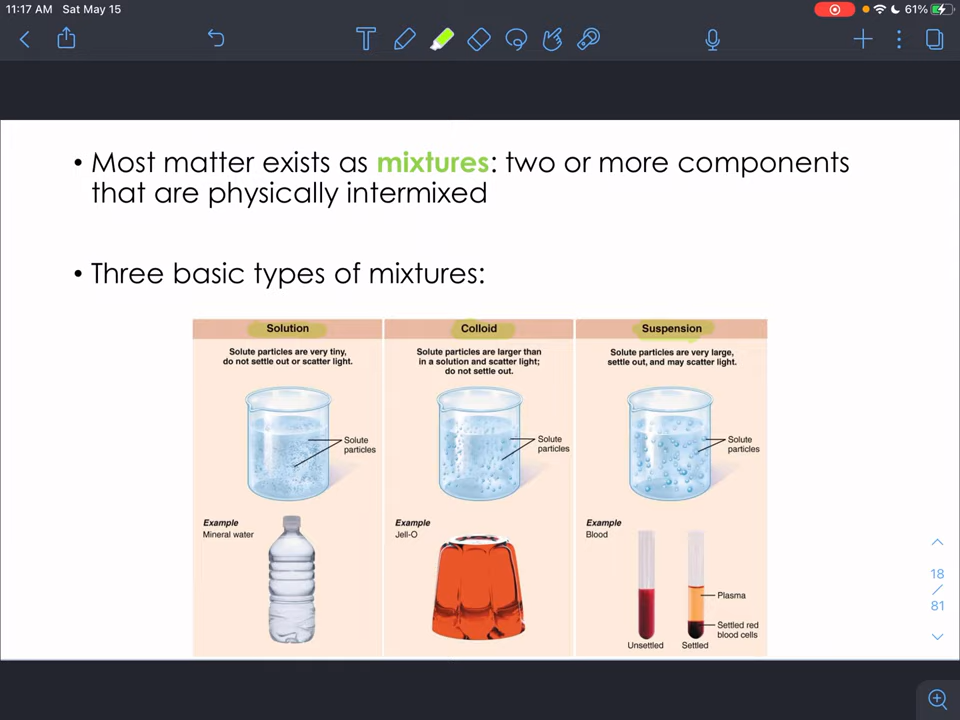 11:17 AM Sat May 15
61%
• Most matter exists as mixtures: two or more components
that are physically intermixed
• Three basic types of mixtures:
Solution
Solute particles are very tiny,
do not settle out or scatter light.
Solute
particles
Example
Mineral water
Colloid
Solute particles are larger than
in a solution and scatter light;
do not settle out.
Solute
particles
Example
Jell-O
Suspension
Solute particles are very large,
settle out, and may scatter light.
Solute
particles
Example
Blood
Plasma
Settled red
blood cells
Unsettled
Settled
18
/
81